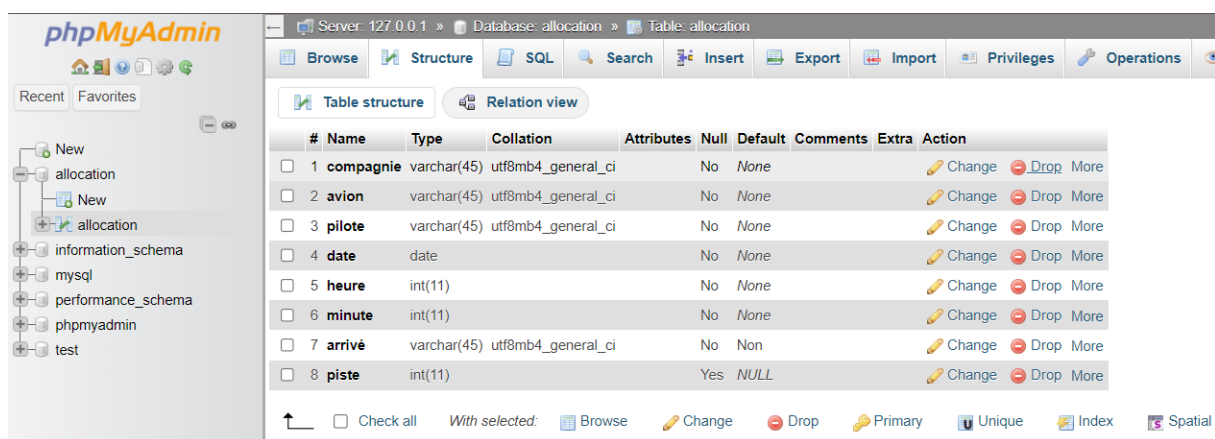 phpMyAdmin
Recent Favorites
New
allocation
New
allocation
information_schema
mysql
performance_schema
phpmyadmin
test
← Server: 127.0.0.1 » Database: allocation » Table: allocation
Browse Structure SQL Search Insert Export Import Privileges Operations
Table structure Relation view
# Name Type Collation Attributes Null Default Comments Extra Action
1 compagnie varchar(45) utf8mb4_general_ci No None Change Drop More
2 avion varchar(45) utf8mb4_general_ci No None Change Drop More
3 pilote varchar(45) utf8mb4_general_ci No None Change Drop More
4 date date No None Change Drop More
5 heure int(11) No None Change Drop More
6 minute int(11) No None Change Drop More
7 arrivé varchar(45) utf8mb4_general_ci No Non Change Drop More
8 piste int(11) Yes NULL Change Drop More
Check all With selected: Browse Change Drop Primary U Unique Index S Spatial